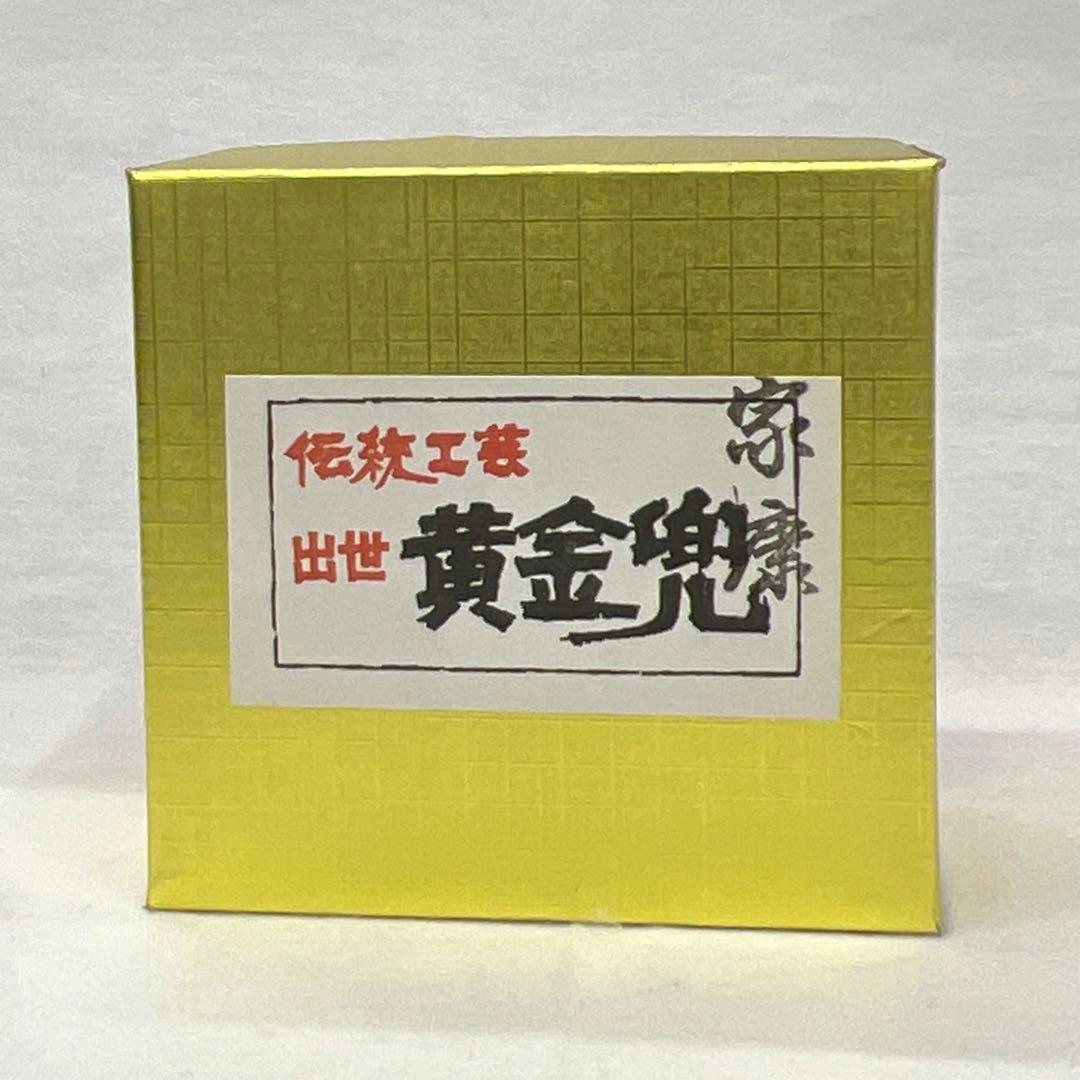 伝統工芸
出世 黄金兜
家康